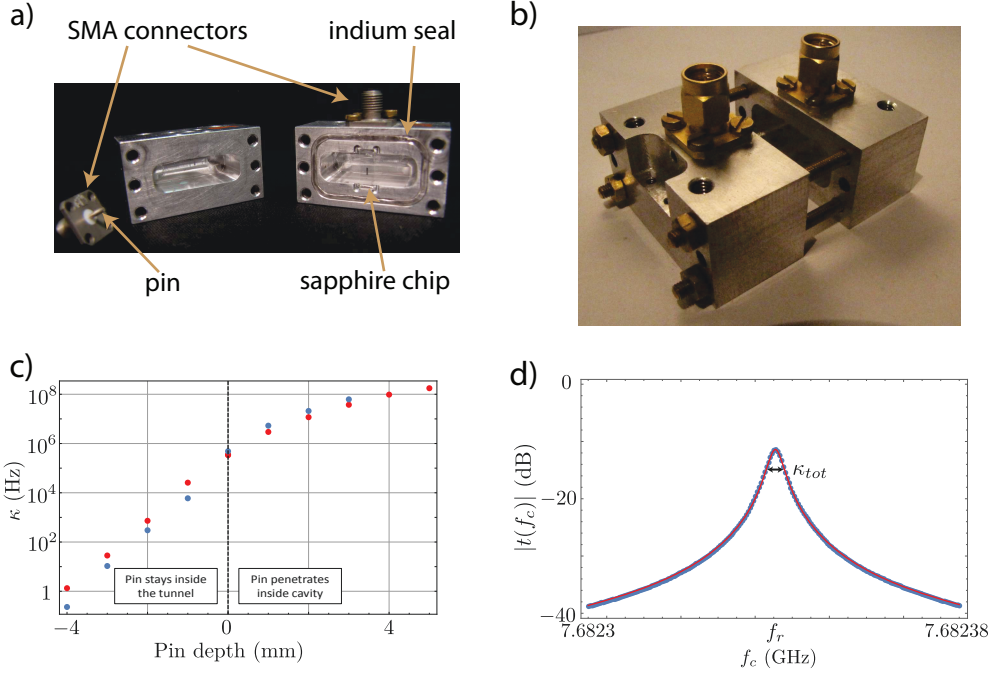 a)
SMA connectors
indium seal
pin
sapphire chip
b)
c)
κ (Hz)
10^8
10^6
10^4
10^2
1
Pin stays inside
the tunnel
Pin penetrates
inside cavity
−4
0
4
Pin depth (mm)
d)
|t(f_c)| (dB)
0
−20
−40
κ_tot
7.6823
f_r
7.68238
f_c (GHz)